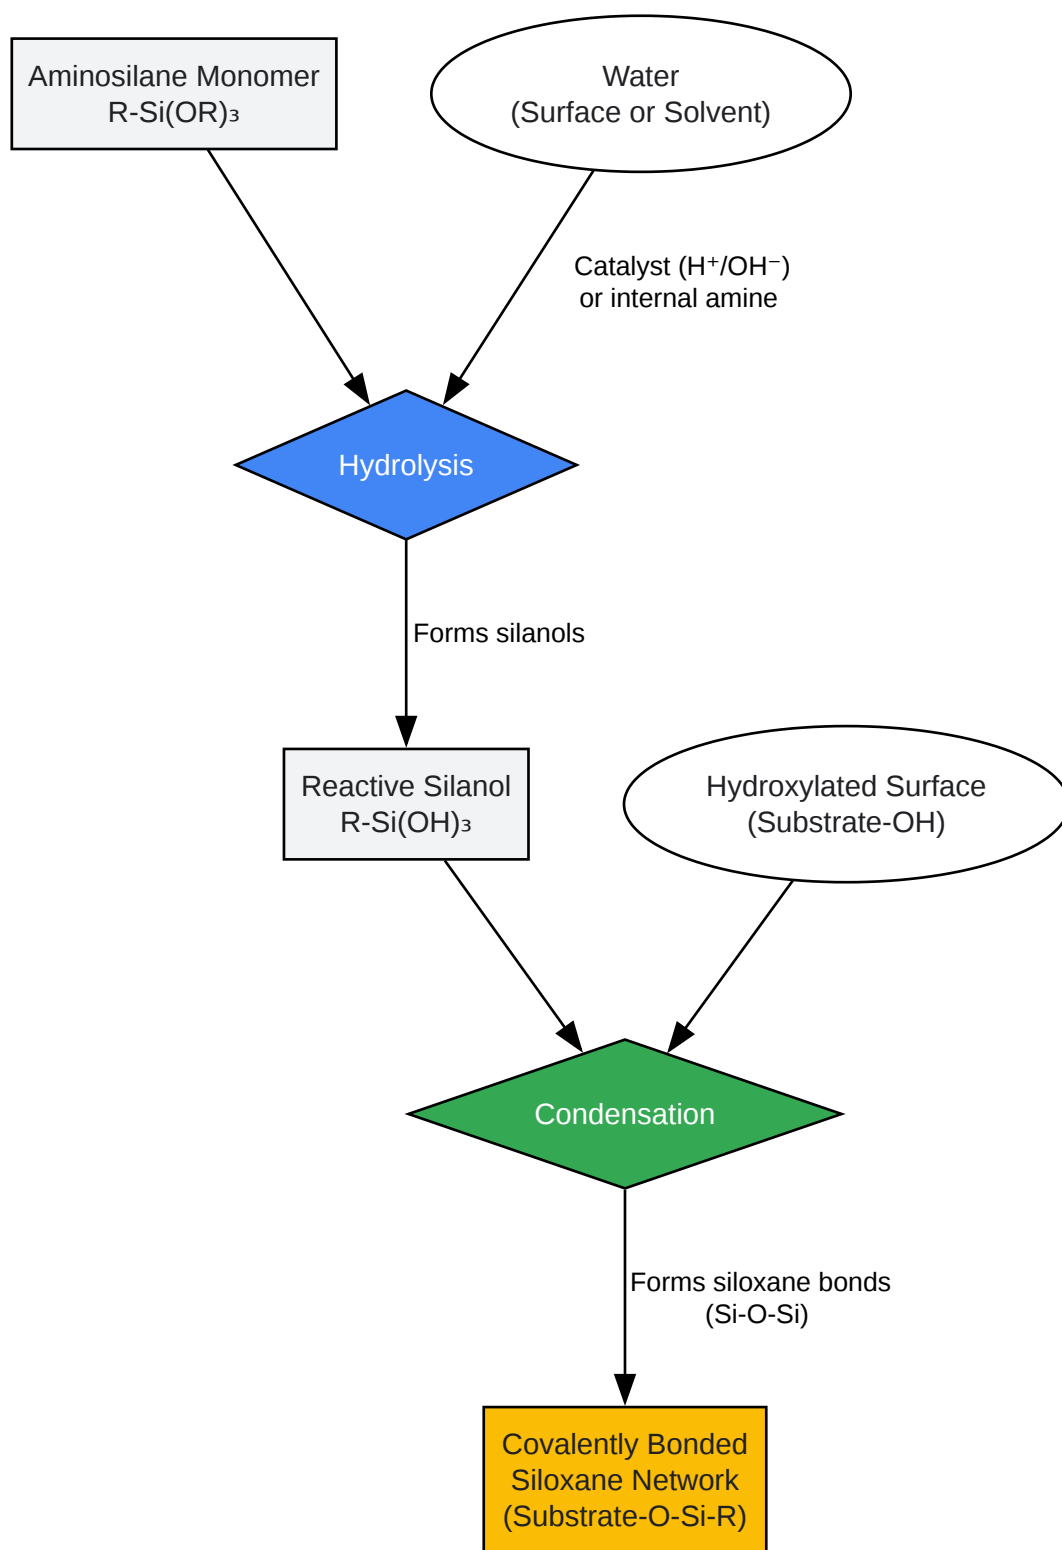 Aminosilane Monomer
R-Si(OR)₃
Water
(Surface or Solvent)
Catalyst (H⁺/OH⁻)
or internal amine
Hydrolysis
Forms silanols
Reactive Silanol
R-Si(OH)₃
Hydroxylated Surface
(Substrate-OH)
Condensation
Forms siloxane bonds
(Si-O-Si)
Covalently Bonded
Siloxane Network
(Substrate-O-Si-R)